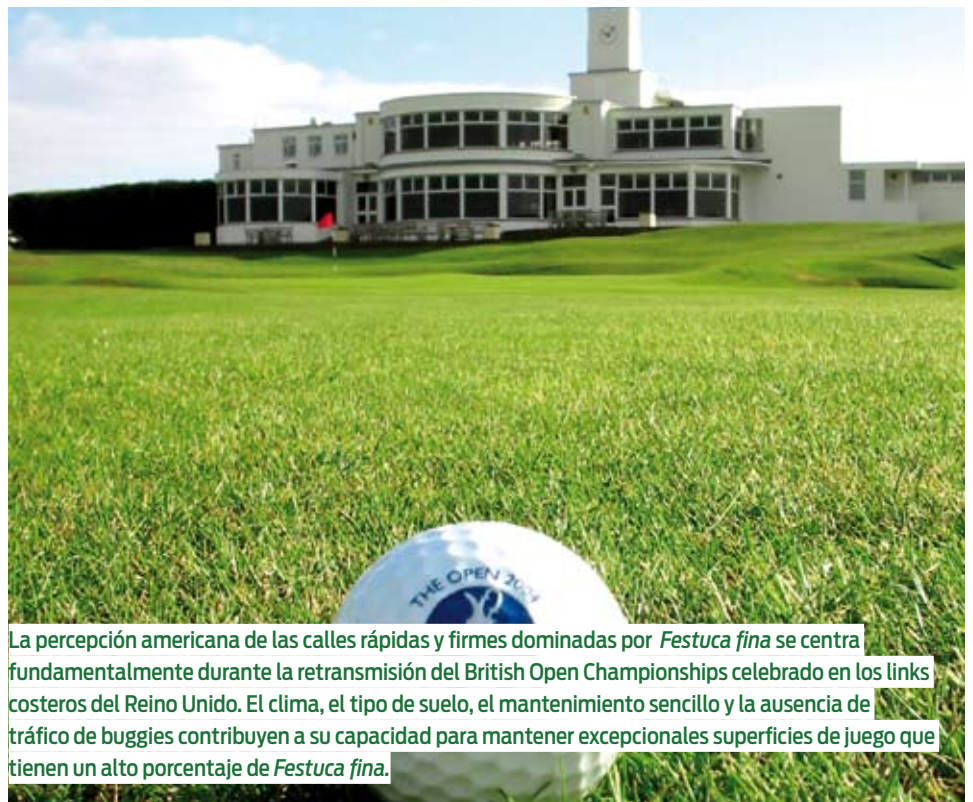 THE OPEN
La percepción americana de las calles rápidas y firmes dominadas por Festuca fina se centra
fundamentalmente durante la retransmisión del British Open Championships celebrado en los links
costeros del Reino Unido. El clima, el tipo de suelo, el mantenimiento sencillo y la ausencia de
tráfico de buggies contribuyen a su capacidad para mantener excepcionales superficies de juego que
tienen un alto porcentaje de Festuca fina.